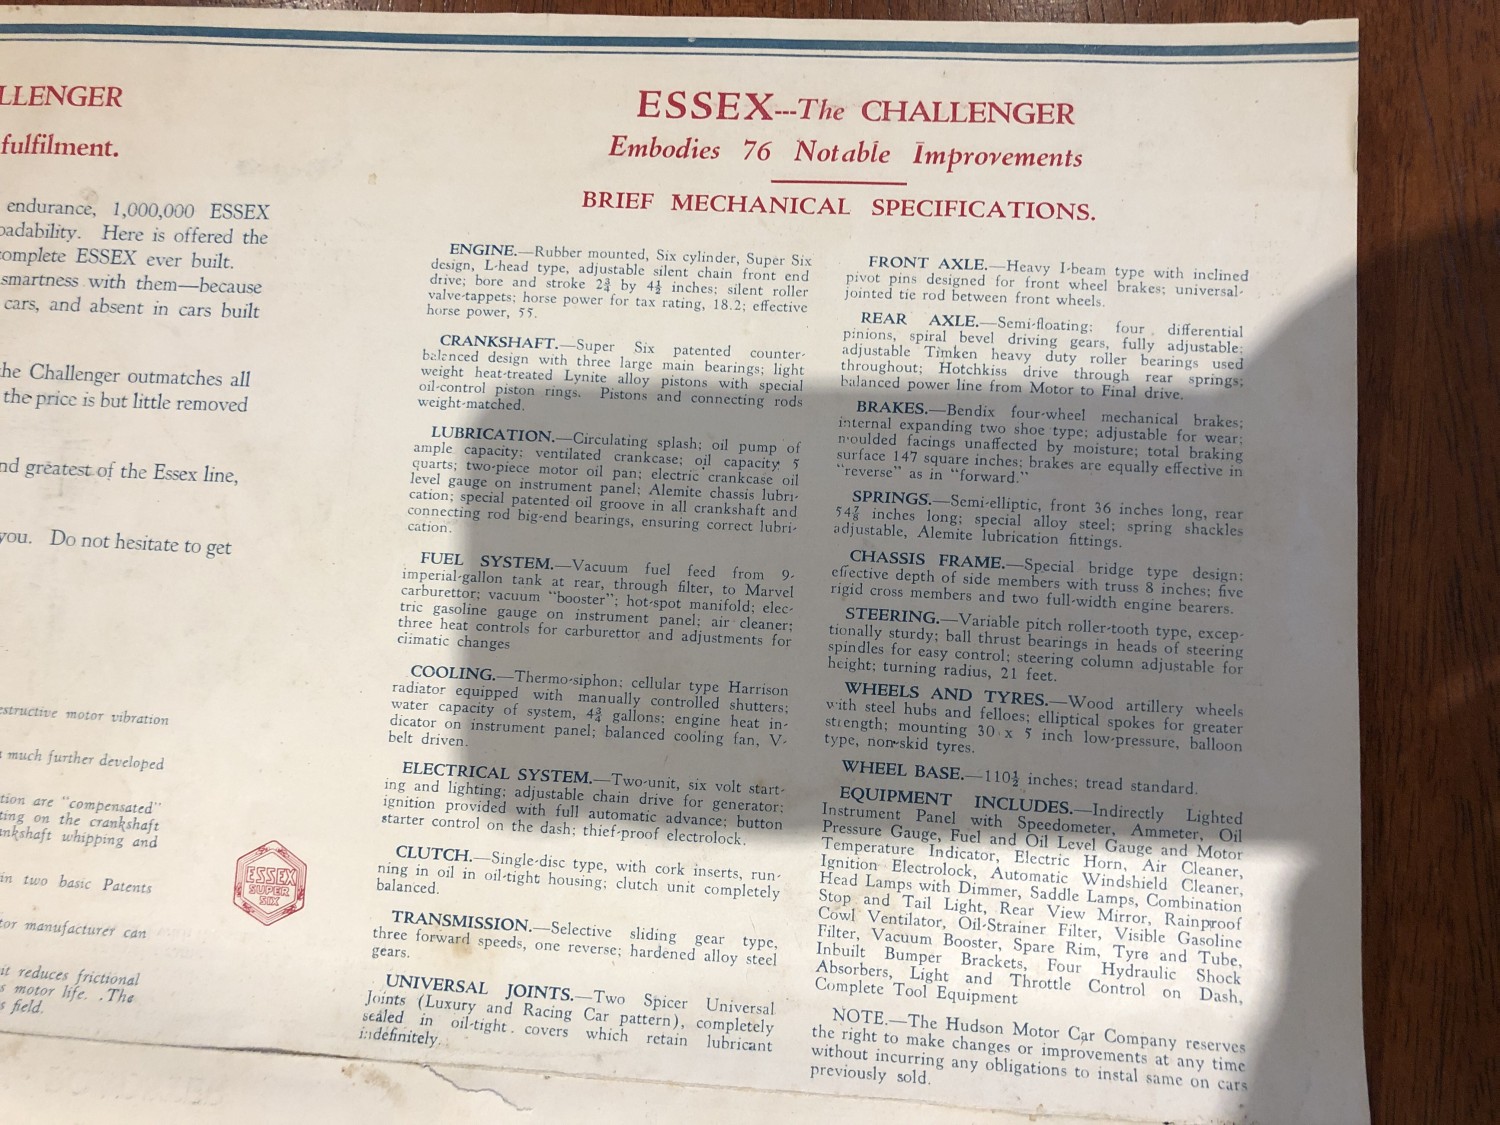 LLENGER
fulfilment.
endurance, 1,000,000 ESSEX
Here is offered the
complete ESSEX ever built.
smartness with them—because
cars, and absent in cars built
the Challenger outmatches all
the price is but little removed
nd greatest of the Essex line,
you. Do not hesitate to get
estructive motor vibration
much further developed
tion are "compensated"
ting on the crankshaft
ankshaft whipping and
in two basic Patents
tor manufacturer can
it reduces frictional
s motor life. . The
s field.
ESSEX
SUPER
SIX
ESSEX---The CHALLENGER
Embodies 76 Notable Improvements
BRIEF MECHANICAL SPECIFICATIONS.
ENGINE.—Rubber mounted, Six cylinder, Super Six
design, L-head type, adjustable silent chain front end
drive; bore and stroke 2¾ by 4½ inches; silent roller
valve-tappets; horse power for tax rating, 18.2; effective
horse power, 55.
CRANKSHAFT.—Super Six patented counter-
balanced design with three large main bearings; light
weight heat-treated Lynite alloy pistons with special
oil-control piston rings. Pistons and connecting rods
weight-matched.
LUBRICATION.—Circulating splash; oil pump of
ample capacity; ventilated crankcase; oil capacity 5
quarts; two-piece motor oil pan; electric crankcase oil
level gauge on instrument panel; Alemite chassis lubri-
cation; special patented oil groove in all crankshaft and
connecting rod big-end bearings, ensuring correct lubri-
cation.
FUEL SYSTEM.—Vacuum fuel feed from 9-
imperial-gallon tank at rear, through filter, to Marvel
carburettor; vacuum "booster"; hot-spot manifold; elec-
tric gasoline gauge on instrument panel; air cleaner;
three heat controls for carburettor and adjustments for
climatic changes
COOLING.—Thermo-siphon; cellular type Harrison
radiator equipped with manually controlled shutters;
water capacity of system, 4¾ gallons; engine heat in-
dicator on instrument panel; balanced cooling fan, V-
belt driven.
ELECTRICAL SYSTEM.—Two-unit, six volt start-
ing and lighting; adjustable chain drive for generator;
ignition provided with full automatic advance; button
starter control on the dash; thief-proof electrolock.
CLUTCH.—Single-disc type, with cork inserts, run-
ning in oil in oil-tight housing; clutch unit completely
balanced.
TRANSMISSION.—Selective sliding gear type,
three forward speeds, one reverse; hardened alloy steel
gears.
UNIVERSAL JOINTS.—Two Spicer Universal
Joints (Luxury and Racing Car pattern), completely
sealed in oil-tight covers which retain lubricant
indefinitely.
FRONT AXLE.—Heavy I-beam type with inclined
pivot pins designed for front wheel brakes; universal-
jointed tie rod between front wheels.
REAR AXLE.—Semi-floating; four differential
pinions, spiral bevel driving gears, fully adjustable;
adjustable Timken heavy duty roller bearings used
throughout; Hotchkiss drive through rear springs;
balanced power line from Motor to Final drive.
BRAKES.—Bendix four-wheel mechanical brakes;
internal expanding two shoe type; adjustable for wear;
moulded facings unaffected by moisture; total braking
surface 147 square inches; brakes are equally effective in
"reverse" as in "forward."
SPRINGS.—Semi-elliptic, front 36 inches long, rear
54⅞ inches long; special alloy steel; spring shackles
adjustable, Alemite lubrication fittings.
CHASSIS FRAME.—Special bridge type design:
effective depth of side members with truss 8 inches; five
rigid cross members and two full-width engine bearers.
STEERING.—Variable pitch roller-tooth type, excep-
tionally sturdy; ball thrust bearings in heads of steering
spindles for easy control; steering column adjustable for
height; turning radius, 21 feet.
WHEELS AND TYRES.—Wood artillery wheels
with steel hubs and felloes; elliptical spokes for greater
strength; mounting 30 x 5 inch low-pressure, balloon
type, non-skid tyres.
WHEEL BASE.—110½ inches; tread standard.
EQUIPMENT INCLUDES.—Indirectly Lighted
Instrument Panel with Speedometer, Ammeter, Oil
Pressure Gauge, Fuel and Oil Level Gauge and Motor
Temperature Indicator, Electric Horn, Air Cleaner,
Ignition Electrolock, Automatic Windshield Cleaner,
Head Lamps with Dimmer, Saddle Lamps, Combination
Stop and Tail Light, Rear View Mirror, Rainproof
Cowl Ventilator, Oil-Strainer Filter, Visible Gasoline
Filter, Vacuum Booster, Spare Rim, Tyre and Tube,
Inbuilt Bumper Brackets, Four Hydraulic Shock
Absorbers, Light and Throttle Control on Dash,
Complete Tool Equipment
NOTE.—The Hudson Motor Car Company reserves
the right to make changes or improvements at any time
without incurring any obligations to instal same on cars
previously sold.